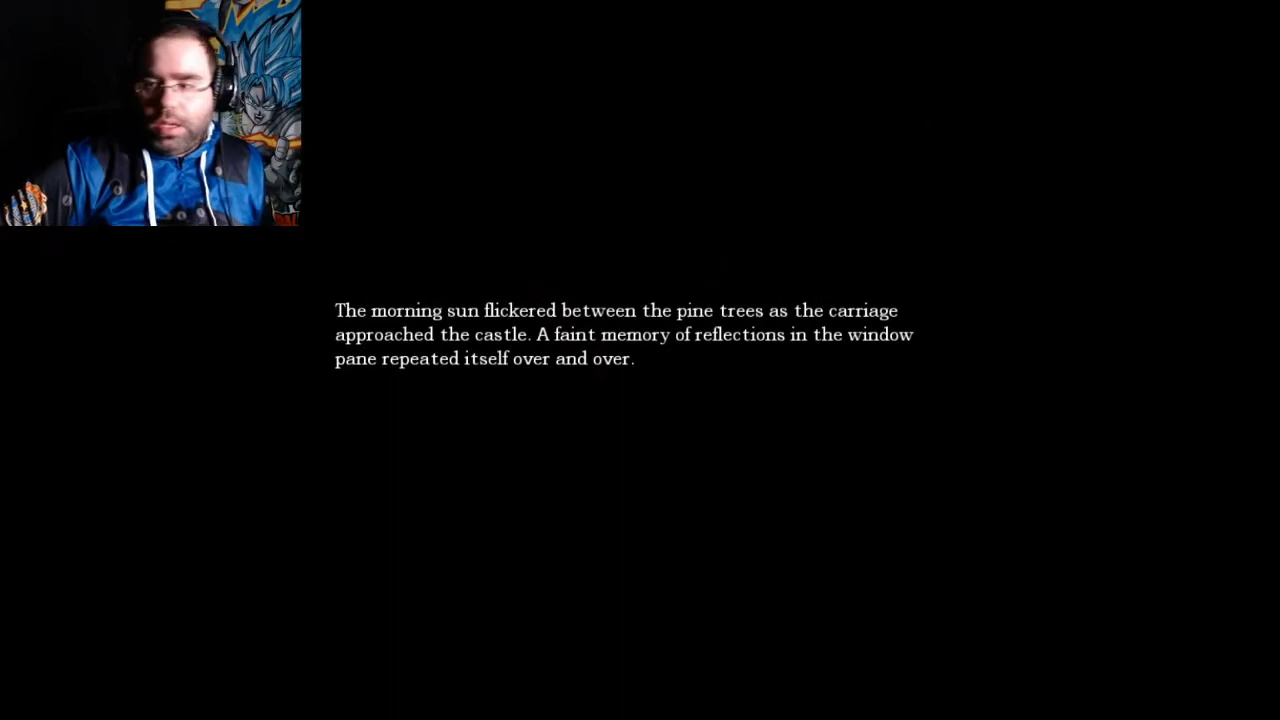 The morning sun flickered between the pine trees as the carriage
approached the castle. A faint memory of reflections in the window
pane repeated itself over and over.